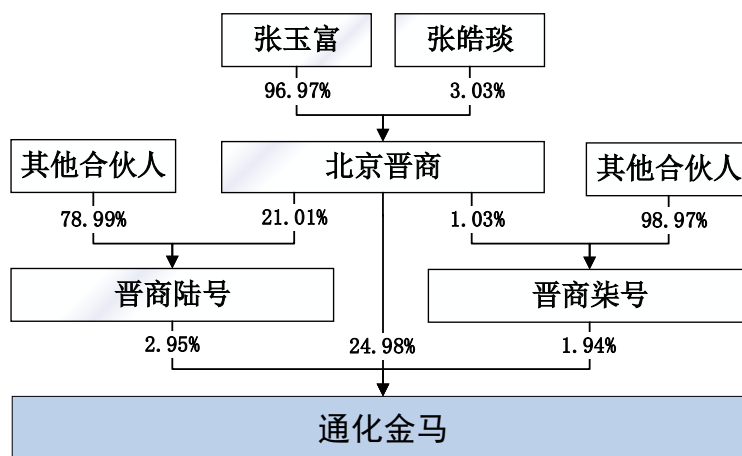 张玉富 张皓琰
96.97% 3.03%
其他合伙人 北京晋商 其他合伙人
78.99% 21.01% 1.03% 98.97%
晋商陆号 晋商柒号
2.95% 24.98% 1.94%
通化金马